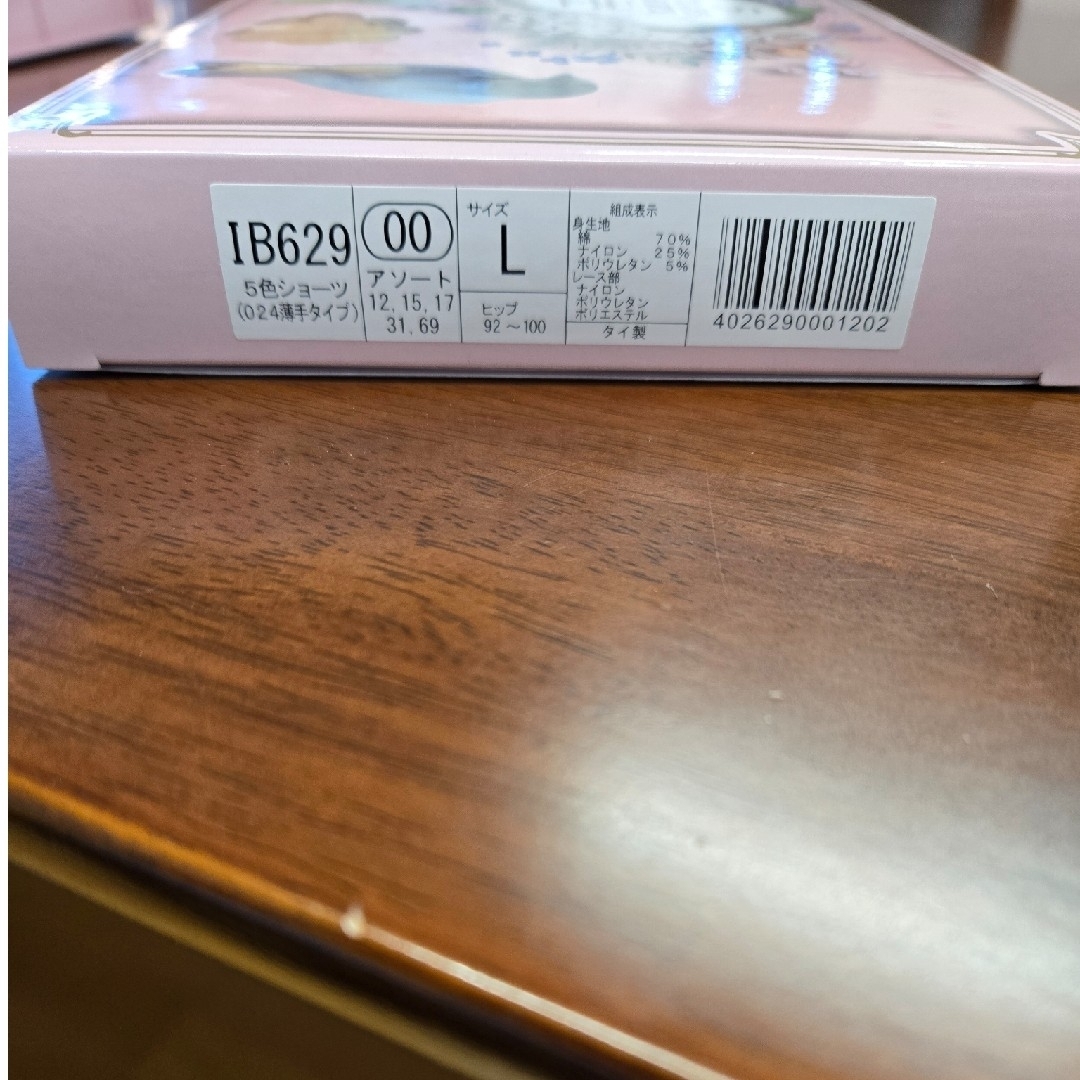 IB629
5色ショーツ
(024薄手タイプ)
00
アソート
12, 15, 17
31, 69
サイズ
L
ヒップ
92～100
組成表示
身生地
綿 70%
ナイロン 25%
ポリウレタン 5%
レース部
ナイロン
ポリウレタン
ポリエステル
タイ製
4026290001202